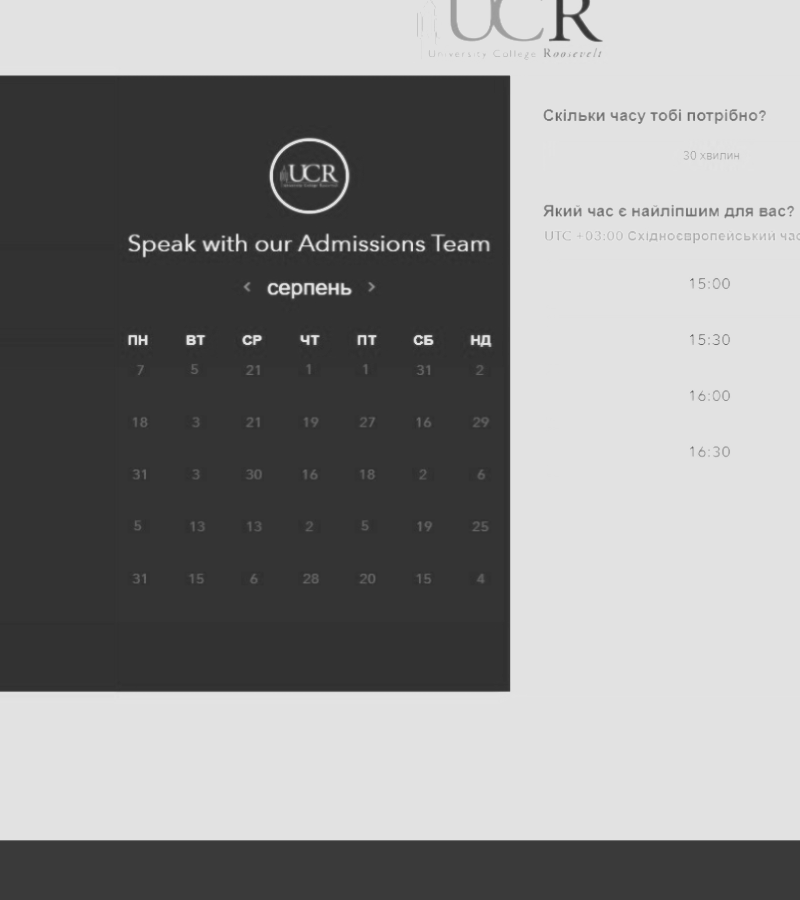 UCR
University College Roosevelt
UCR
Speak with our Admissions Team
< серпень >
ПН ВТ СР ЧТ ПТ СБ НД
7 5 21 1 1 31 2
18 3 21 19 27 16 29
31 3 30 16 18 2 6
5 13 13 2 5 19 25
31 15 6 28 20 15 4
Скільки часу тобі потрібно?
30 хвилин
Який час є найліпшим для вас?
UTC +03:00 Східноєвропейський
15:00
15:30
16:00
16:30